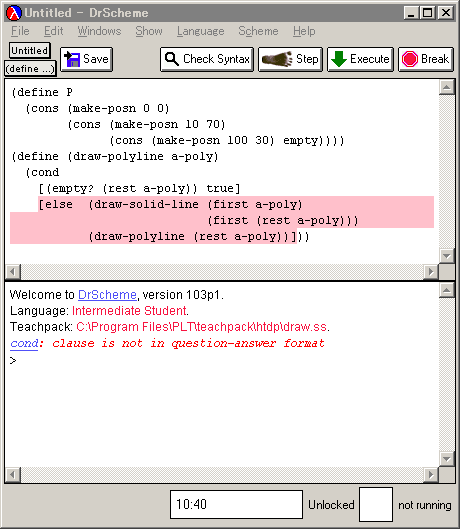 Untitled - DrScheme
File Edit Windows Show Language Scheme Help
Untitled
(define ...)
Save
Check Syntax
Step
Execute
Break
(define P
(cons (make-posn 0 0)
(cons (make-posn 10 70)
(cons (make-posn 100 30) empty))))
(define (draw-polyline a-poly)
(cond
[(empty? (rest a-poly)) true]
[else (draw-solid-line (first a-poly)
(first (rest a-poly)))
(draw-polyline (rest a-poly))]))
Welcome to DrScheme, version 103p1.
Language: Intermediate Student.
Teachpack: C:\Program Files\PLT\teachpack\htdp\draw.ss.
cond: clause is not in question-answer format
>
10:40 Unlocked not running